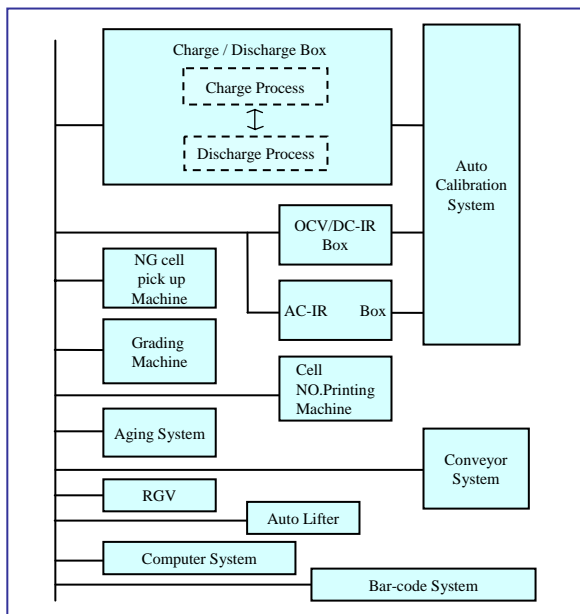 Charge / Discharge Box
Charge Process
Discharge Process
Auto
Calibration
System
OCV/DC-IR
Box
NG cell
pick up
Machine
AC-IR Box
Grading
Machine
Cell
NO.Printing
Machine
Aging System
Conveyor
System
RGV
Auto Lifter
Computer System
Bar-code System